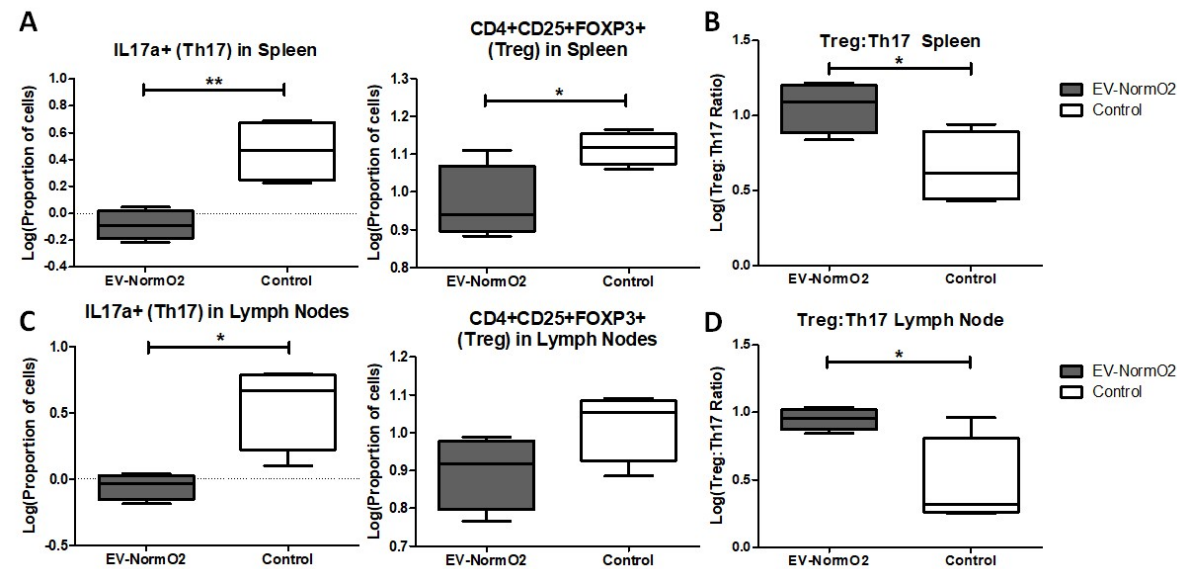 A
IL17a+ (Th17) in Spleen
Log(Proportion of cells)
1.0
0.8
0.6
0.4
0.2
0.0
-0.2
-0.4
**
EV-NormO2
Control
CD4+CD25+FOXP3+
(Treg) in Spleen
Log(Proportion of cells)
1.3
1.2
1.1
1.0
0.9
0.8
*
EV-NormO2
Control
B
Treg:Th17 Spleen
Log(Treg:Th17 Ratio)
1.5
1.0
0.5
0.0
*
EV-NormO2
Control
EV-NormO2
Control
C
IL17a+ (Th17) in Lymph Nodes
Log(Proportion of cells)
1.0
0.5
0.0
-0.5
*
EV-NormO2
Control
CD4+CD25+FOXP3+
(Treg) in Lymph Nodes
Log(Proportion of cells)
1.2
1.1
1.0
0.9
0.8
0.7
EV-NormO2
Control
D
Treg:Th17 Lymph Node
Log(Treg:Th17 Ratio)
1.5
1.0
0.5
0.0
*
EV-NormO2
Control
EV-NormO2
Control